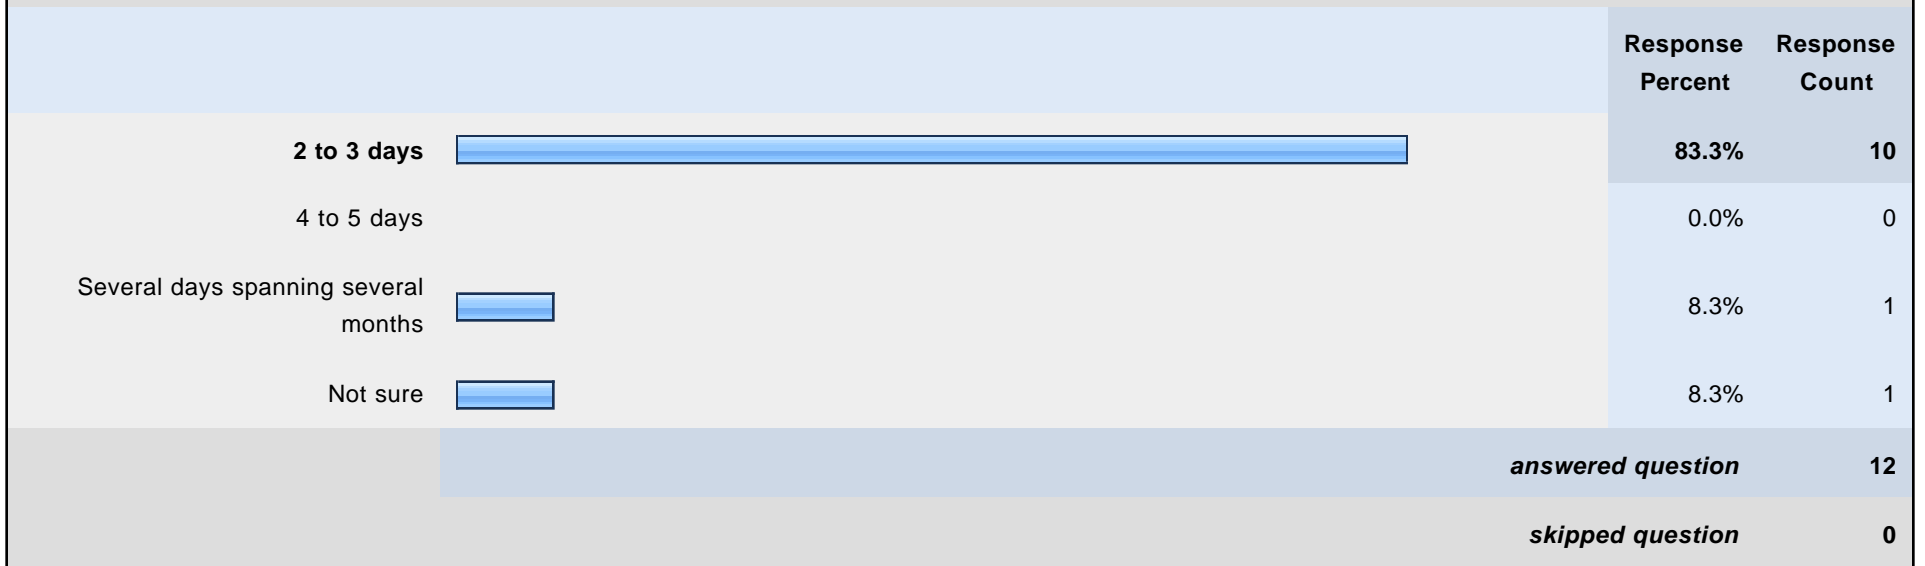 Response Response
Percent Count
2 to 3 days 83.3% 10
4 to 5 days 0.0% 0
Several days spanning several
months 8.3% 1
Not sure 8.3% 1
answered question 12
skipped question 0